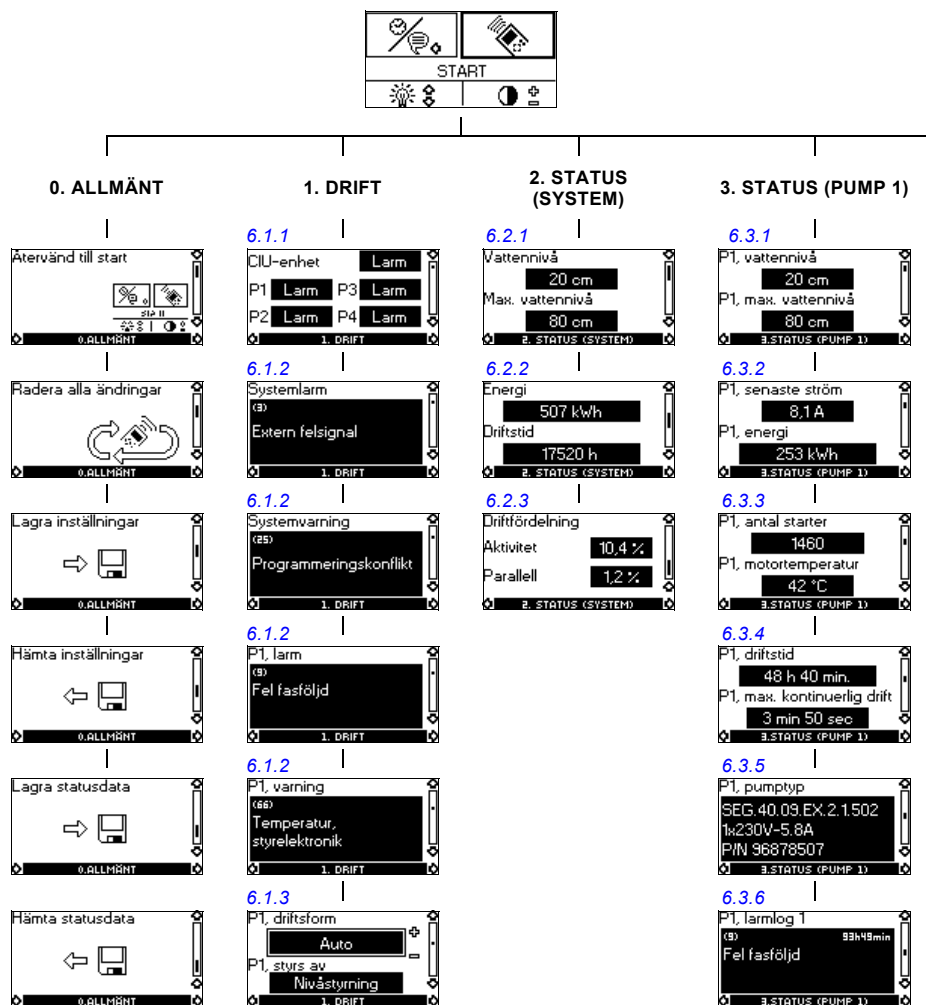 START
0. ALLMÄNT
1. DRIFT
2. STATUS
(SYSTEM)
3. STATUS (PUMP 1)
Återvänd till start
0.ALLMÄNT
Radera alla ändringar
0.ALLMÄNT
Lagra inställningar
0.ALLMÄNT
Hämta inställningar
0.ALLMÄNT
Lagra statusdata
0.ALLMÄNT
Hämta statusdata
0.ALLMÄNT
6.1.1
CIU-enhet Larm
P1 Larm P3 Larm
P2 Larm P4 Larm
1. DRIFT
6.1.2
Systemlarm
(3)
Extern felsignal
1. DRIFT
6.1.2
Systemvarning
(25)
Programmeringskonflikt
1. DRIFT
6.1.2
P1, larm
(9)
Fel fasföljd
1. DRIFT
6.1.2
P1, varning
(66)
Temperatur,
styrelektronik
1. DRIFT
6.1.3
P1, driftsform
Auto
P1, styrs av
Nivåstyrning
1. DRIFT
6.2.1
Vattennivå
20 cm
Max. vattennivå
80 cm
2. STATUS (SYSTEM)
6.2.2
Energi
507 kWh
Driftstid
17520 h
2. STATUS (SYSTEM)
6.2.3
Driftfördelning
Aktivitet 10,4 %
Parallell 1,2 %
2. STATUS (SYSTEM)
6.3.1
P1, vattennivå
20 cm
P1, max. vattennivå
80 cm
3.STATUS (PUMP 1)
6.3.2
P1, senaste ström
8,1 A
P1, energi
253 kWh
3.STATUS (PUMP 1)
6.3.3
P1, antal starter
1460
P1, motortemperatur
42 °C
3.STATUS (PUMP 1)
6.3.4
P1, driftstid
48 h 40 min.
P1, max. kontinuerlig drift
3 min 50 sec
3.STATUS (PUMP 1)
6.3.5
P1, pumptyp
SEG.40.09.EX.2.1.502
1x230V-5.8A
P/N 96878507
3.STATUS (PUMP 1)
6.3.6
P1, larmlog 1
(9) 93h49min
Fel fasföljd
3.STATUS (PUMP 1)